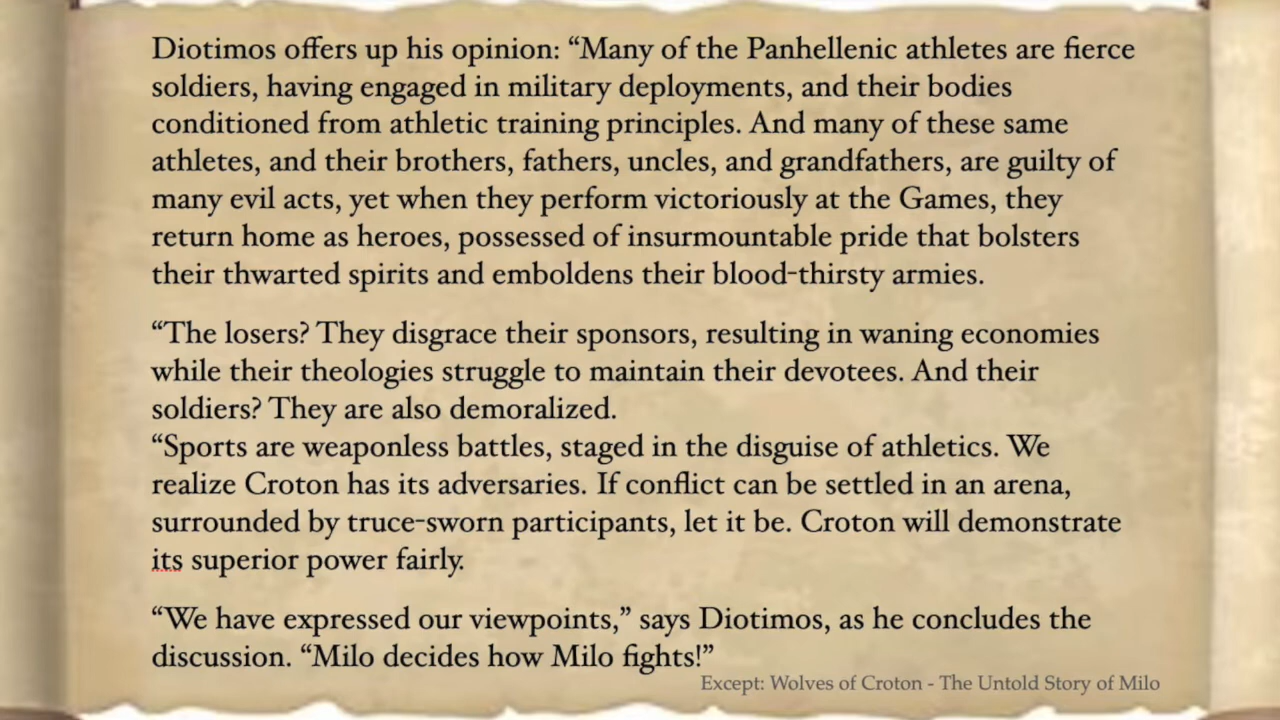 Diotimos offers up his opinion: “Many of the Panhellenic athletes are fierce
soldiers, having engaged in military deployments, and their bodies
conditioned from athletic training principles. And many of these same
athletes, and their brothers, fathers, uncles, and grandfathers, are guilty of
many evil acts, yet when they perform victoriously at the Games, they
return home as heroes, possessed of insurmountable pride that bolsters
their thwarted spirits and emboldens their blood-thirsty armies.
“The losers? They disgrace their sponsors, resulting in waning economies
while their theologies struggle to maintain their devotees. And their
soldiers? They are also demoralized.
“Sports are weaponless battles, staged in the disguise of athletics. We
realize Croton has its adversaries. If conflict can be settled in an arena,
surrounded by truce-sworn participants, let it be. Croton will demonstrate
its superior power fairly.
“We have expressed our viewpoints,” says Diotimos, as he concludes the
discussion. “Milo decides how Milo fights!”
Except: Wolves of Croton - The Untold Story of Milo